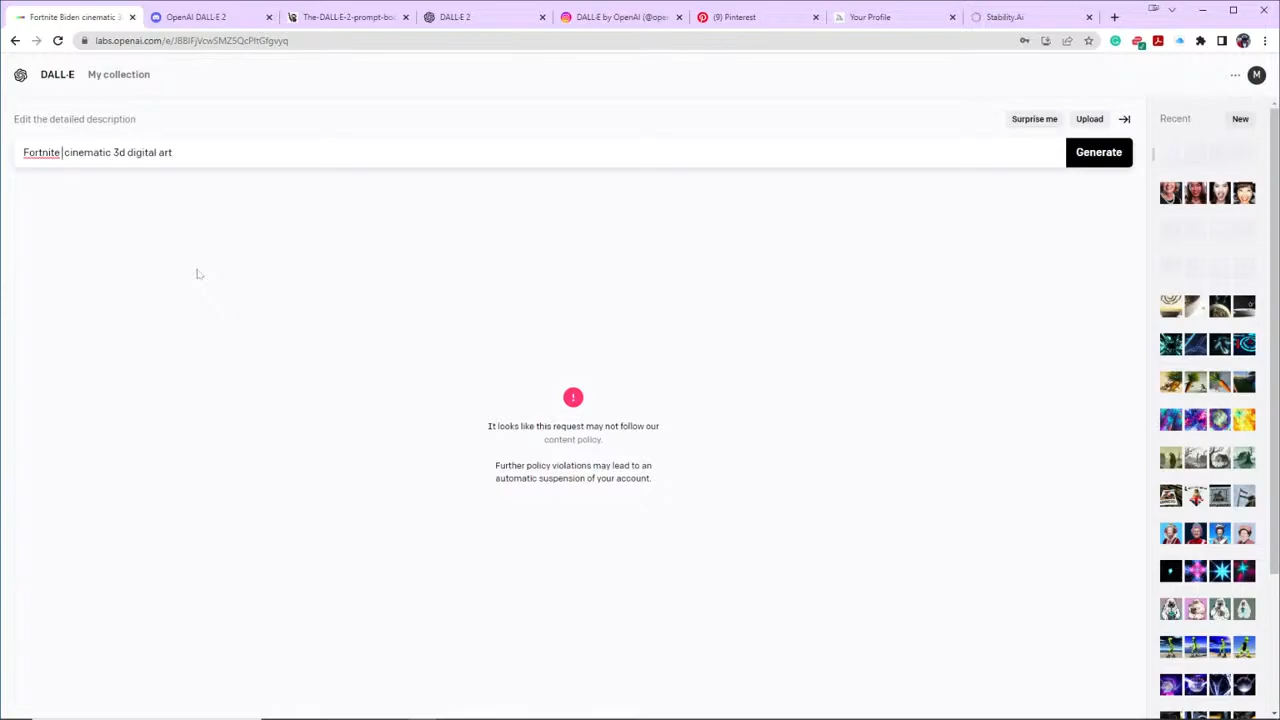 Fortnite Biden cinematic 3
OpenAI DALL·E 2
The-DALL-E-2-prompt-bo
DALL·E 2
DALL·E by OpenAI (@ope
(9) Pinterest
Your Profile
Stability.Ai
labs.openai.com/e/J8BIFjVcwSMZSQcPItGfgvyq
DALL·E
My collection
M
Edit the detailed description
Surprise me
Upload
Recent
New
Fortnite cinematic 3d digital art
Generate
It looks like this request may not follow our
content policy.
Further policy violations may lead to an
automatic suspension of your account.